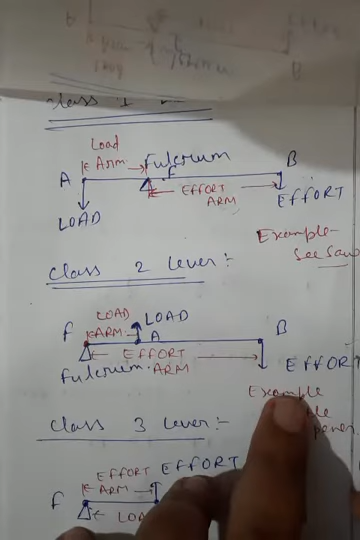 Class 1
Load
Arm
Fulcrum
A
F
B
EFFORT
ARM
EFFORT
LOAD
Example-
See Saw
Class 2 lever:-
LOAD
ARM
LOAD
F
A
B
EFFORT
ARM
Fulcrum
EFFORT
Example
Class 3 lever:-
EFFORT
ARM
EFFORT
F